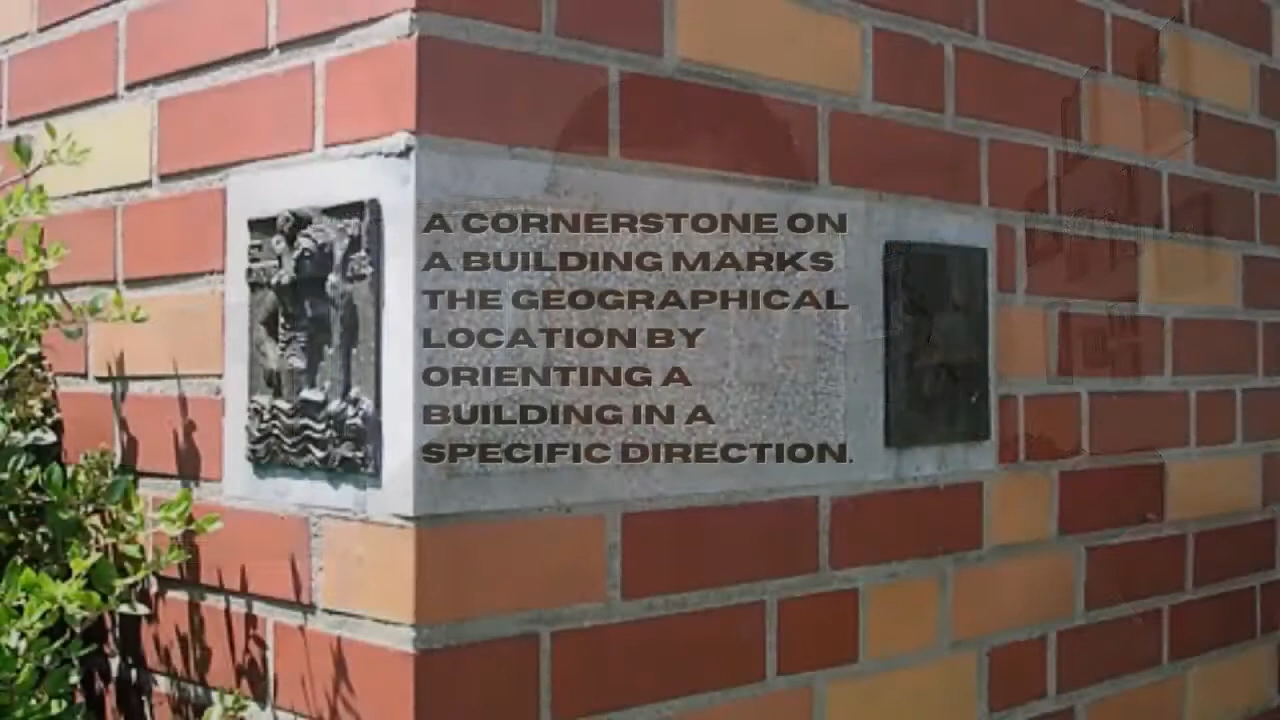 A CORNERSTONE ON
A BUILDING MARKS
THE GEOGRAPHICAL
LOCATION BY
ORIENTING A
BUILDING IN A
SPECIFIC DIRECTION.